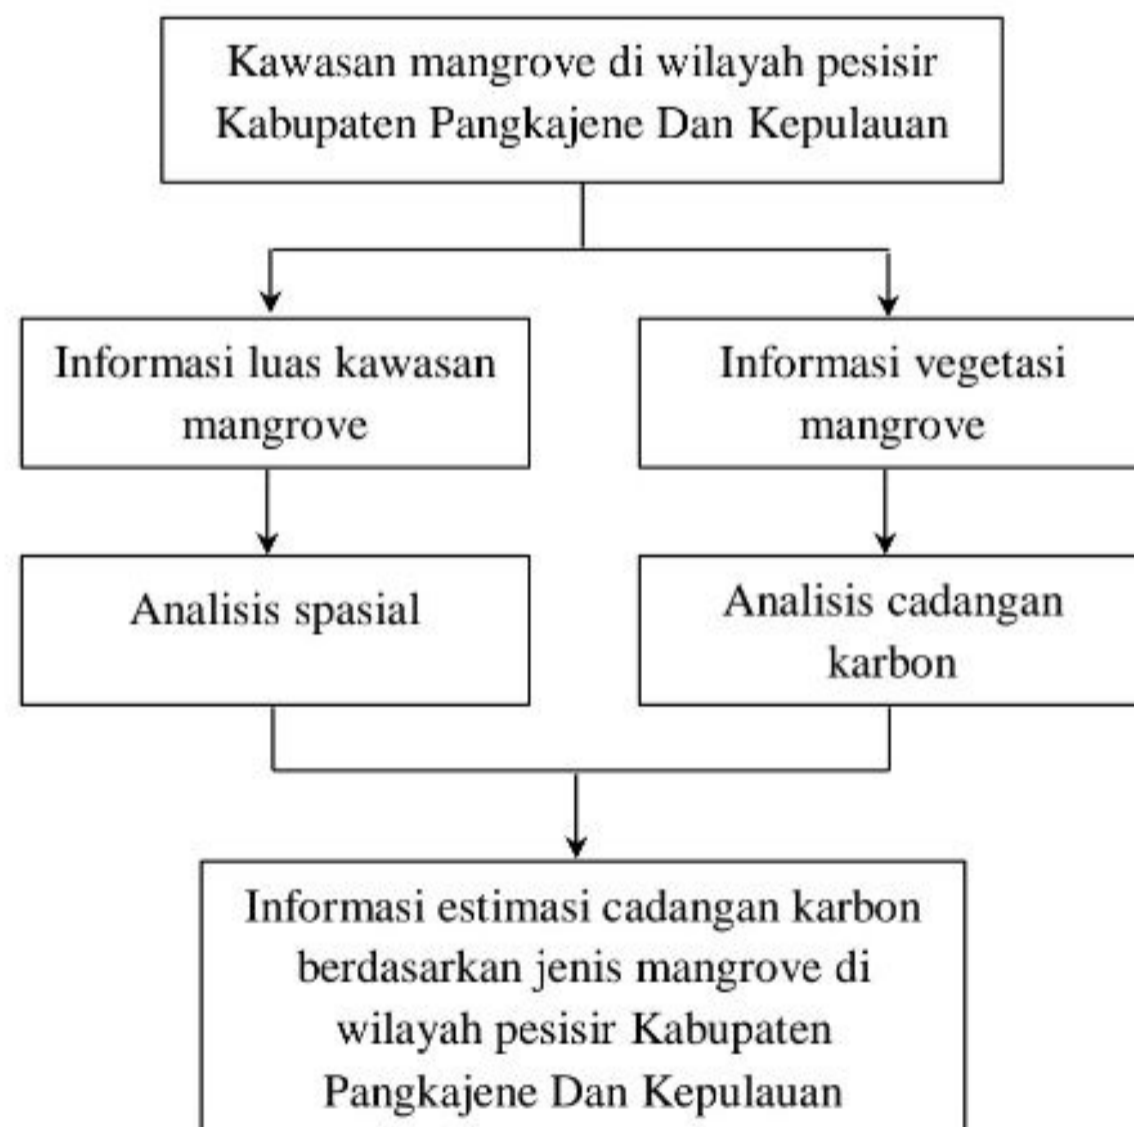 Kawasan mangrove di wilayah pesisir
Kabupaten Pangkajene Dan Kepulauan
Informasi luas kawasan
mangrove
Informasi vegetasi
mangrove
Analisis spasial
Analisis cadangan
karbon
Informasi estimasi cadangan karbon
berdasarkan jenis mangrove di
wilayah pesisir Kabupaten
Pangkajene Dan Kepulauan